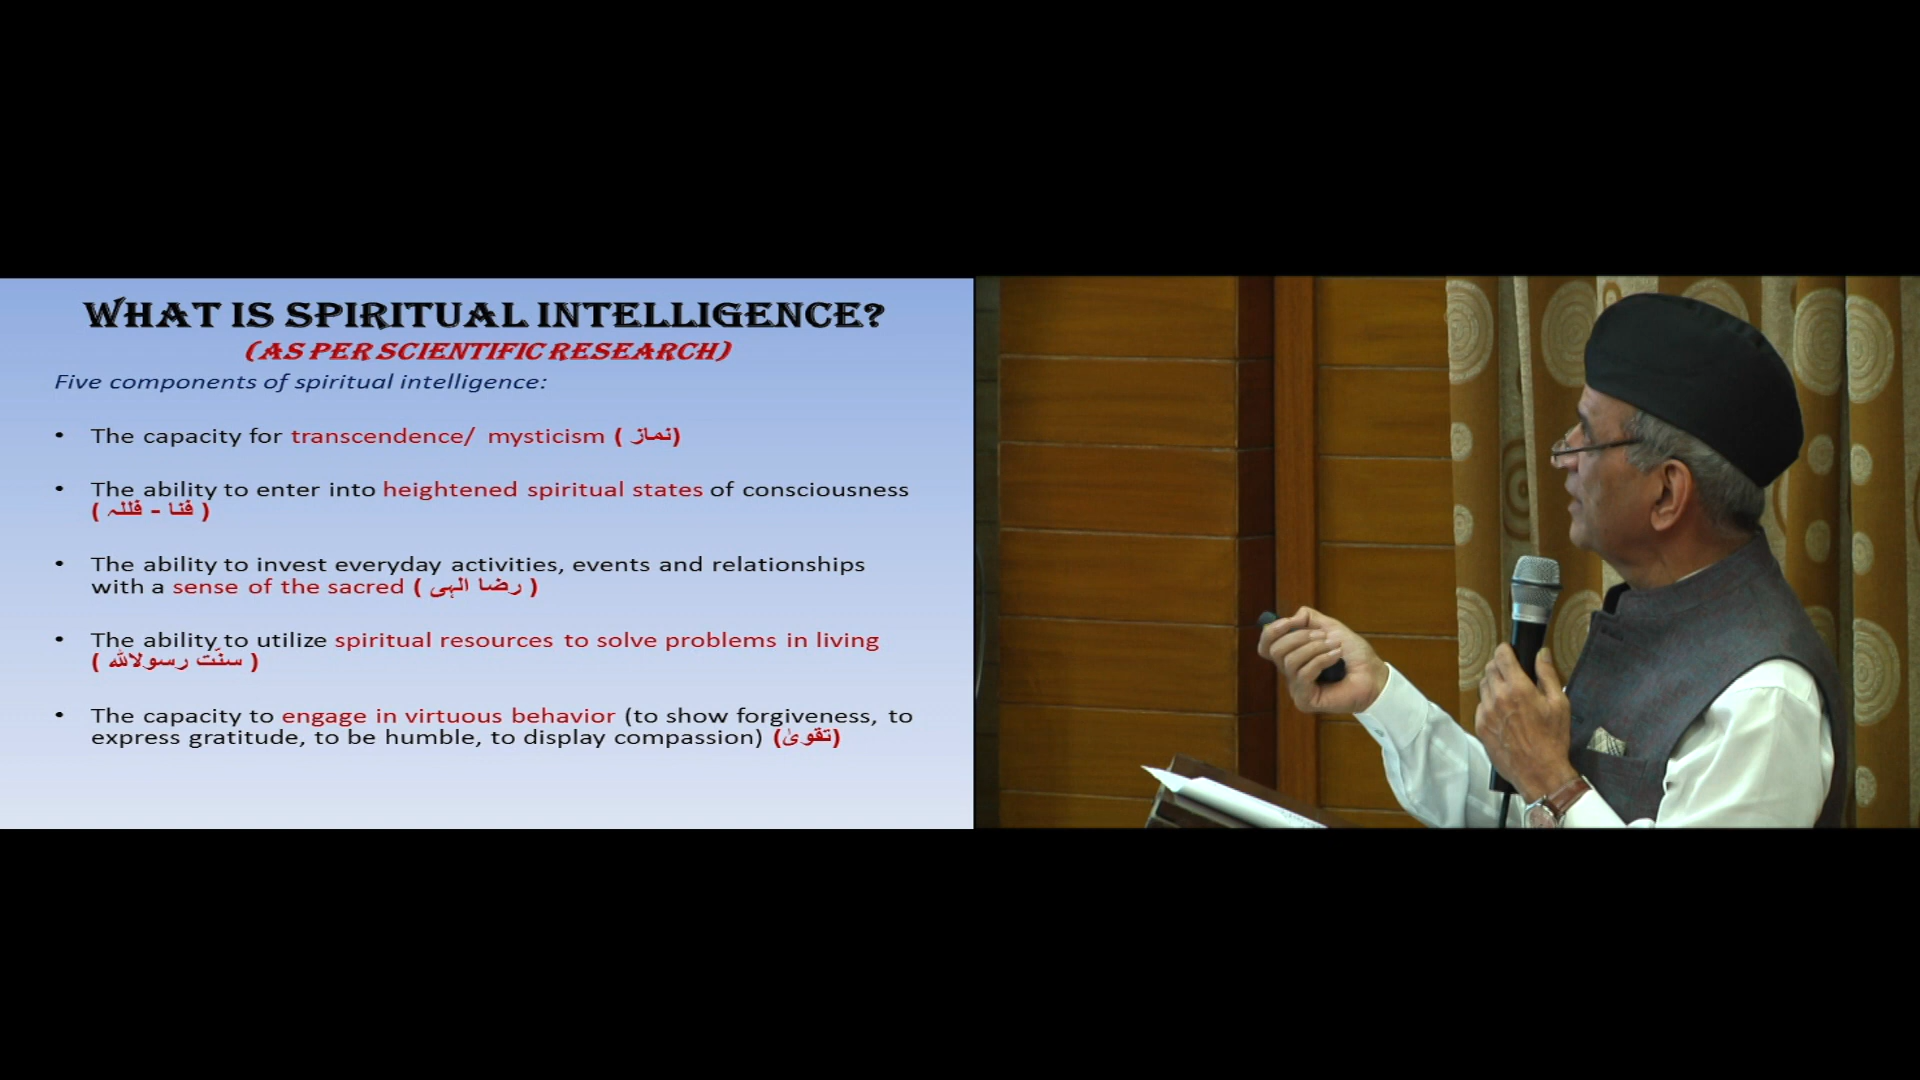 WHAT IS SPIRITUAL INTELLIGENCE?
(AS PER SCIENTIFIC RESEARCH)
Five components of spiritual intelligence:
• The capacity for transcendence/ mysticism ( نماز)
• The ability to enter into heightened spiritual states of consciousness
( فنا - فللہ )
• The ability to invest everyday activities, events and relationships
with a sense of the sacred ( رضا الہی )
• The ability to utilize spiritual resources to solve problems in living
( سنّت رسولاللہ )
• The capacity to engage in virtuous behavior (to show forgiveness, to
express gratitude, to be humble, to display compassion) (تقویٰ)